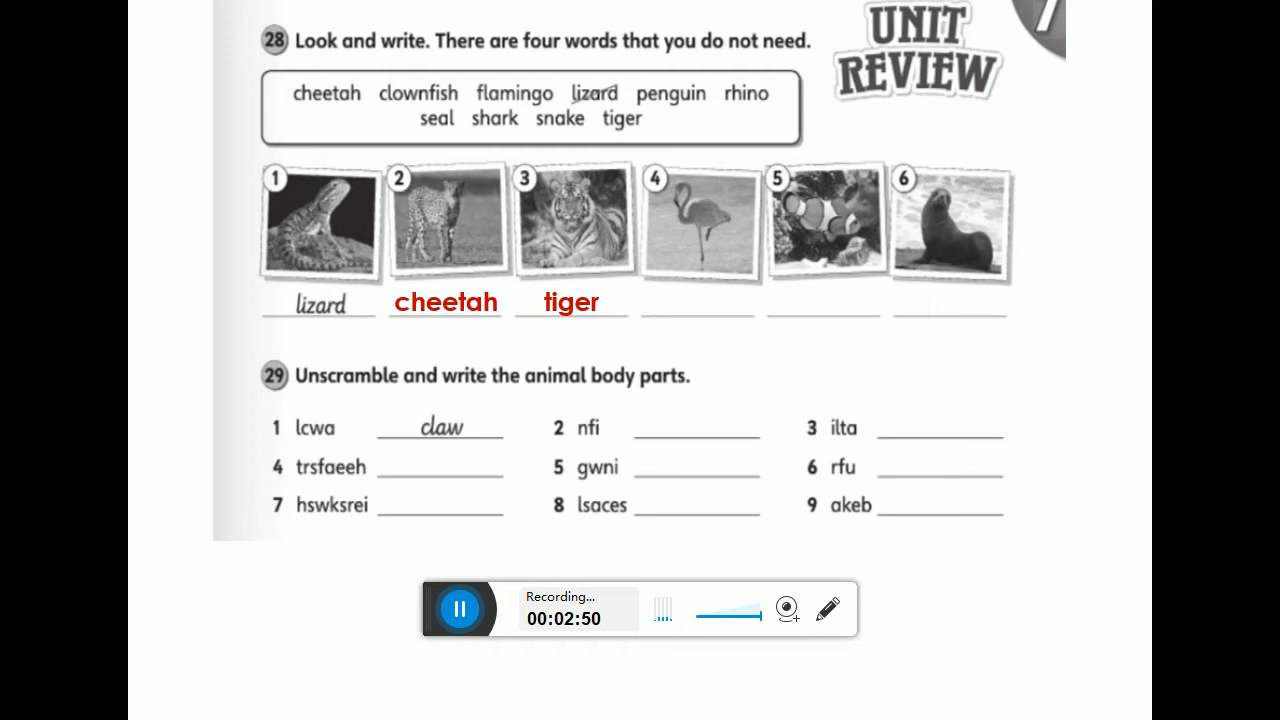 7
UNIT
REVIEW
28 Look and write. There are four words that you do not need.
cheetah clownfish flamingo lizard penguin rhino
seal shark snake tiger
1 2 3 4 5 6
lizard cheetah tiger
29 Unscramble and write the animal body parts.
1 lcwa claw 2 nfi 3 ilta
4 trsfaeeh 5 gwni 6 rfu
7 hswksrei 8 lsaces 9 akeb
Recording...
00:02:50